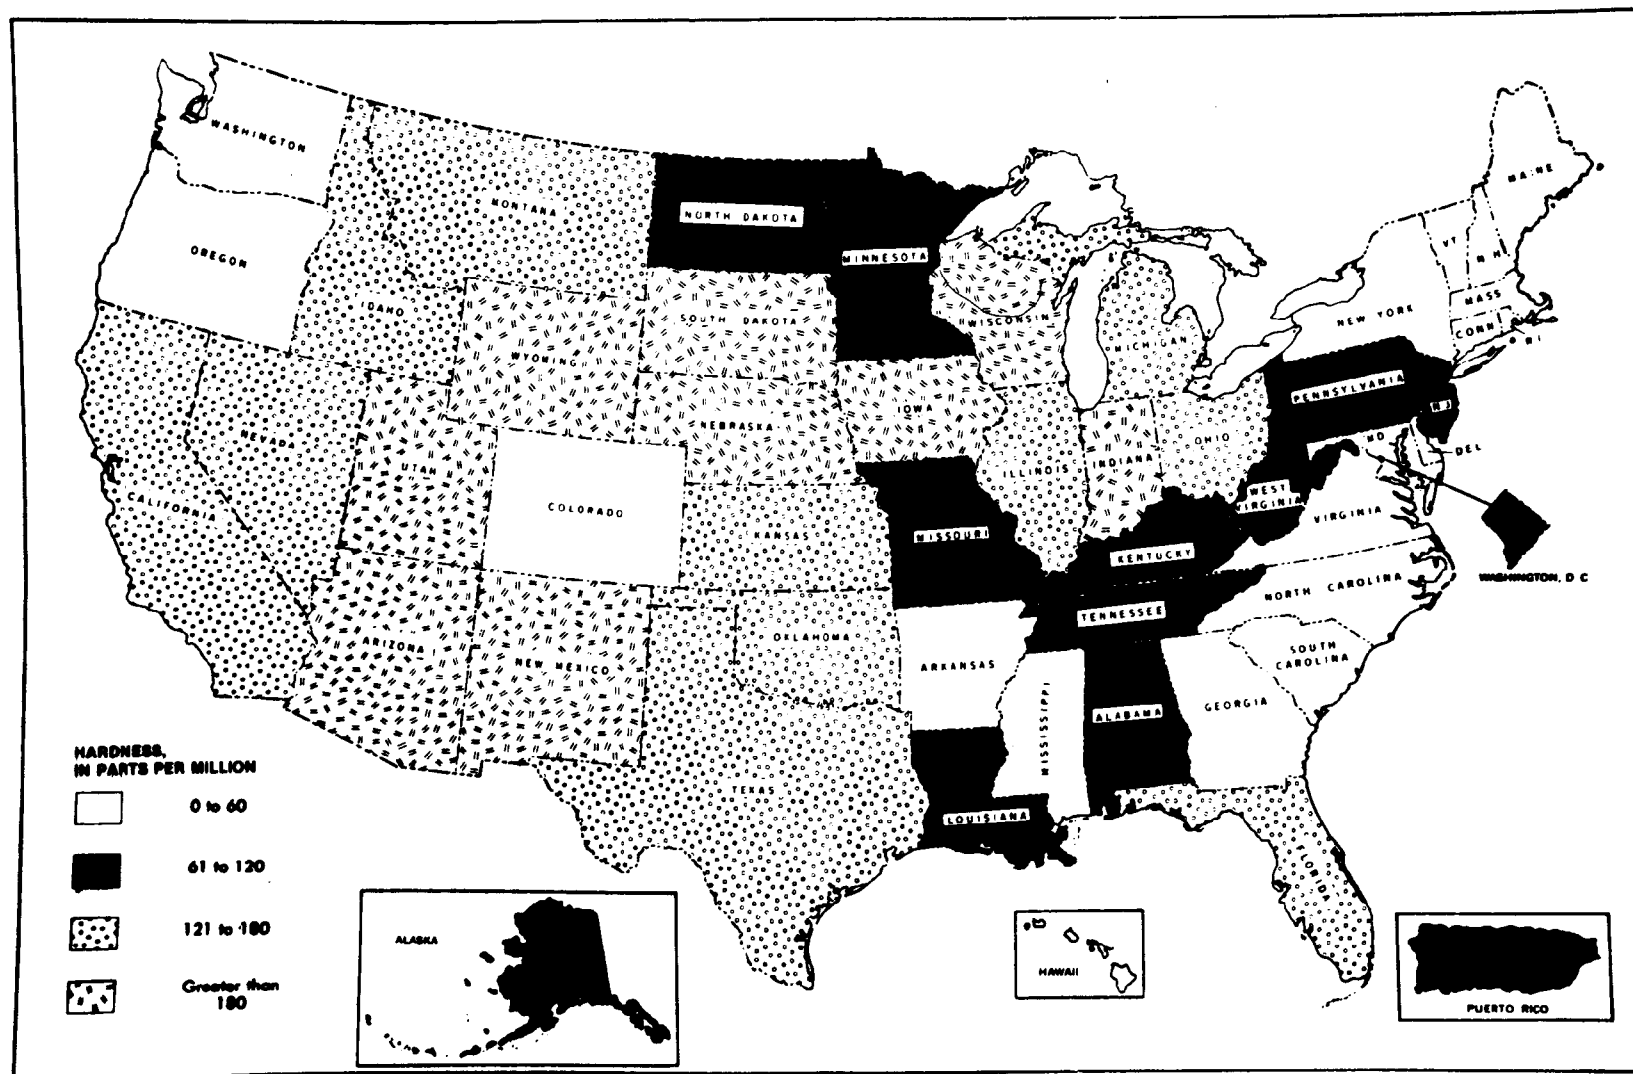 WASHINGTON
MAINE
MONTANA
NORTH DAKOTA
OREGON
VT
N H
MINNESOTA
IDAHO
MASS
SOUTH DAKOTA
WISCONSIN
NEW YORK
CONN
MICHIGAN
R I
WYOMING
PENNSYLVANIA
IOWA
N J
NEBRASKA
NEVADA
OHIO
MD
DEL
UTAH
ILLINOIS
INDIANA
WEST
VIRGINIA
CALIFORNIA
COLORADO
VIRGINIA
KANSAS
MISSOURI
KENTUCKY
WASHINGTON, D C
NORTH CAROLINA
TENNESSEE
OKLAHOMA
ARIZONA
NEW MEXICO
ARKANSAS
SOUTH
CAROLINA
MISSISSIPPI
ALABAMA
GEORGIA
TEXAS
LOUISIANA
FLORIDA
HARDNESS,
IN PARTS PER MILLION
0 to 60
61 to 120
121 to 180
Greater than
180
ALASKA
HAWAII
PUERTO RICO